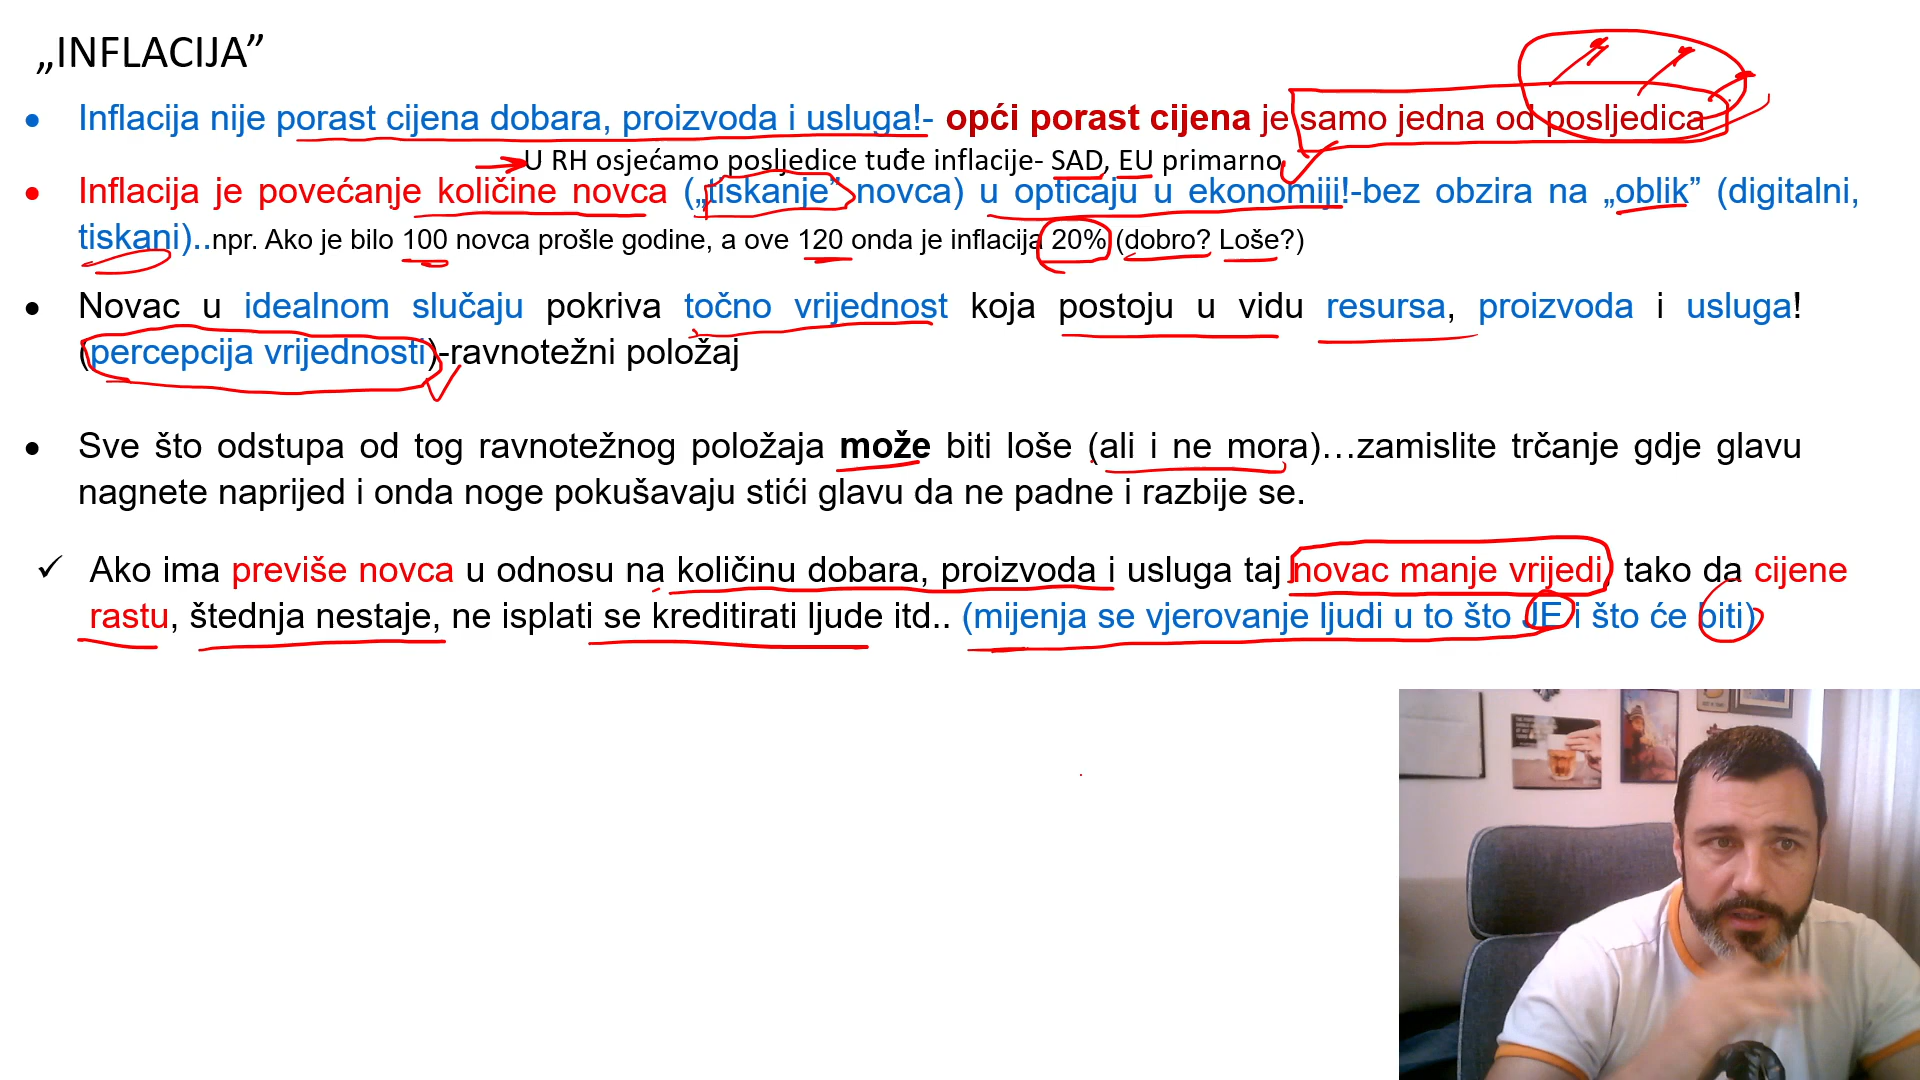 „INFLACIJA”
Inflacija nije porast cijena dobara, proizvoda i usluga!- opći porast cijena je samo jedna od posljedica
U RH osjećamo posljedice tuđe inflacije- SAD, EU primarno
Inflacija je povećanje količine novca („tiskanje” novca) u opticaju u ekonomiji!-bez obzira na „oblik” (digitalni,
tiskani)..npr. Ako je bilo 100 novca prošle godine, a ove 120 onda je inflacija 20% (dobro? Loše?)
Novac u idealnom slučaju pokriva točno vrijednost koja postoju u vidu resursa, proizvoda i usluga!
(percepcija vrijednosti)-ravnotežni položaj
Sve što odstupa od tog ravnotežnog položaja može biti loše (ali i ne mora)…zamislite trčanje gdje glavu
nagnete naprijed i onda noge pokušavaju stići glavu da ne padne i razbije se.
Ako ima previše novca u odnosu na količinu dobara, proizvoda i usluga taj novac manje vrijedi, tako da cijene
rastu, štednja nestaje, ne isplati se kreditirati ljude itd.. (mijenja se vjerovanje ljudi u to što JE i što će biti)